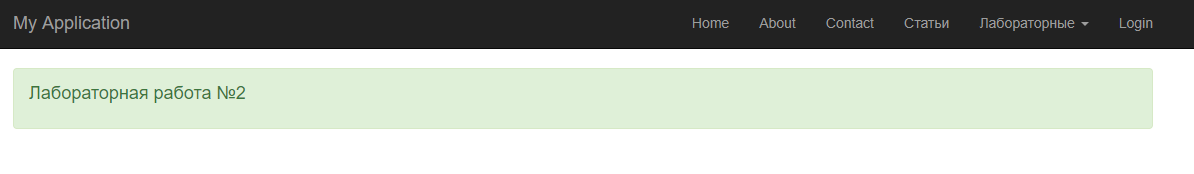 My Application Home About Contact Статьи Лабораторные Login
Лабораторная работа №2